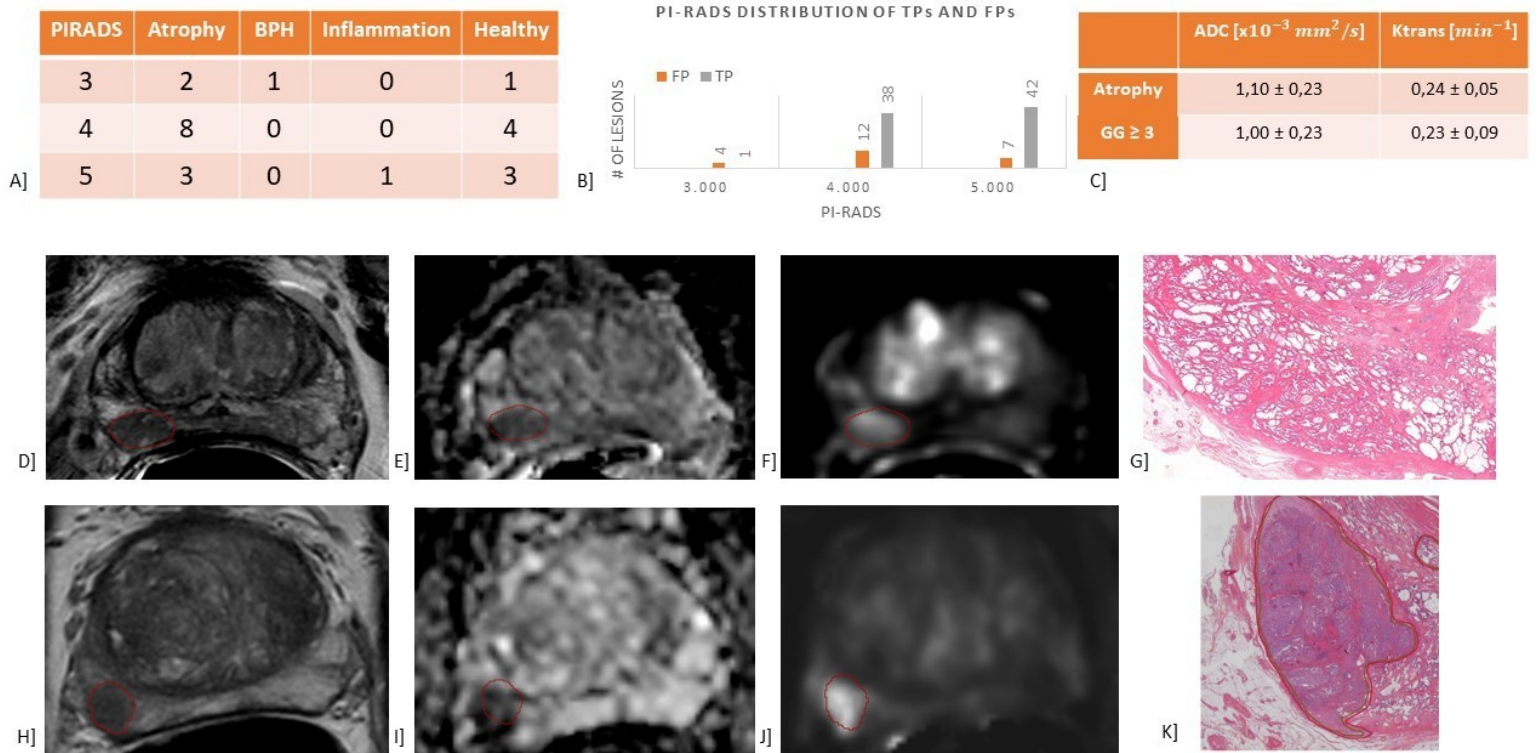 PIRADS Atrophy BPH Inflammation Healthy
3 2 1 0 1
4 8 0 0 4
5 3 0 1 3
A]
PI-RADS DISTRIBUTION OF TPs AND FPs
FP TP
# OF LESIONS
4 1 12 38 7 42
3.000 4.000 5.000
PI-RADS
B]
ADC [x10⁻³ mm²/s] Ktrans [min⁻¹]
Atrophy 1,10 ± 0,23 0,24 ± 0,05
GG ≥ 3 1,00 ± 0,23 0,23 ± 0,09
C]
D] E] F] G]
H] I] J] K]